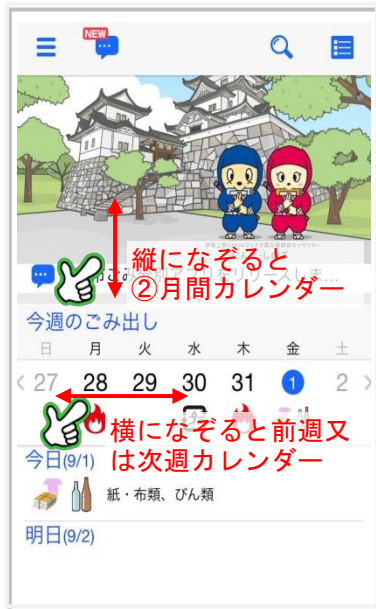 NEW
縦になぞると
②月間カレンダー
今週のごみ出し
日 月 火 水 木 金 土
< 27 28 29 30 31 1 2 >
横になぞると前週又
は次週カレンダー
今日(9/1)
紙・布類、びん類
明日(9/2)